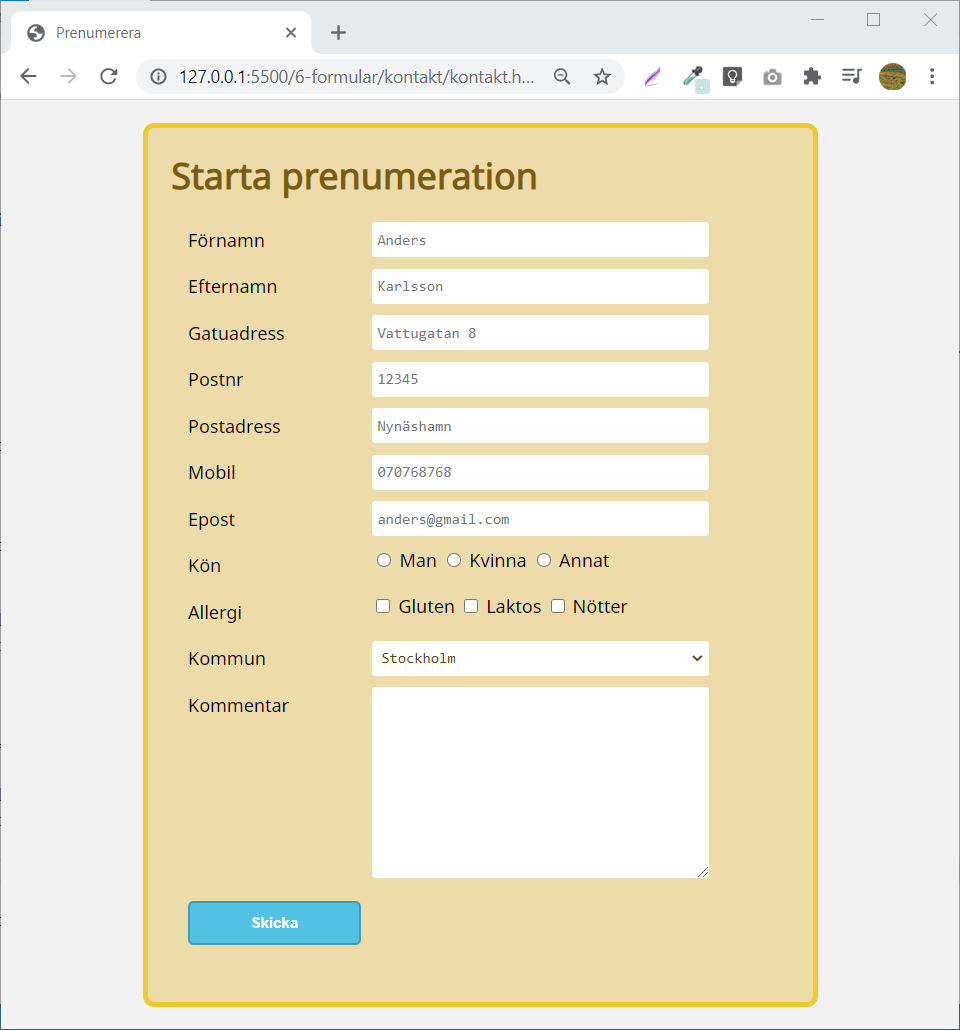 Prenumerera
127.0.0.1:5500/6-formular/kontakt/kontakt.h...
Starta prenumeration
Förnamn Anders
Efternamn Karlsson
Gatuadress Vattugatan 8
Postnr 12345
Postadress Nynäshamn
Mobil 070768768
Epost anders@gmail.com
Kön Man Kvinna Annat
Allergi Gluten Laktos Nötter
Kommun Stockholm
Kommentar
Skicka